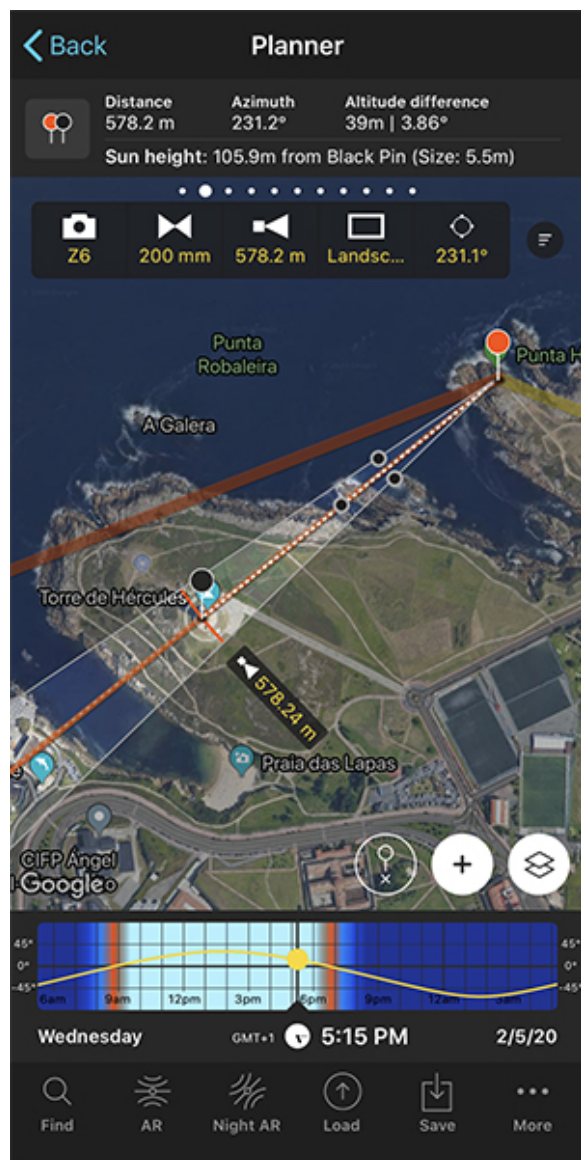 Back
Planner
Distance
Azimuth
Altitude difference
578.2 m
231.2°
39m | 3.86°
Sun height: 105.9m from Black Pin (Size: 5.5m)
Z6
200 mm
578.2 m
Landsc...
231.1°
Punta
Robaleira
Punta H
A Galera
Torre de Hércules
578.24 m
Praia das Lapas
CIFP Ángel
Google
45°
0°
-45°
45°
0°
-45°
6am
9am
12pm
3pm
6pm
9pm
12am
3am
Wednesday
GMT+1
5:15 PM
2/5/20
Find
AR
Night AR
Load
Save
More